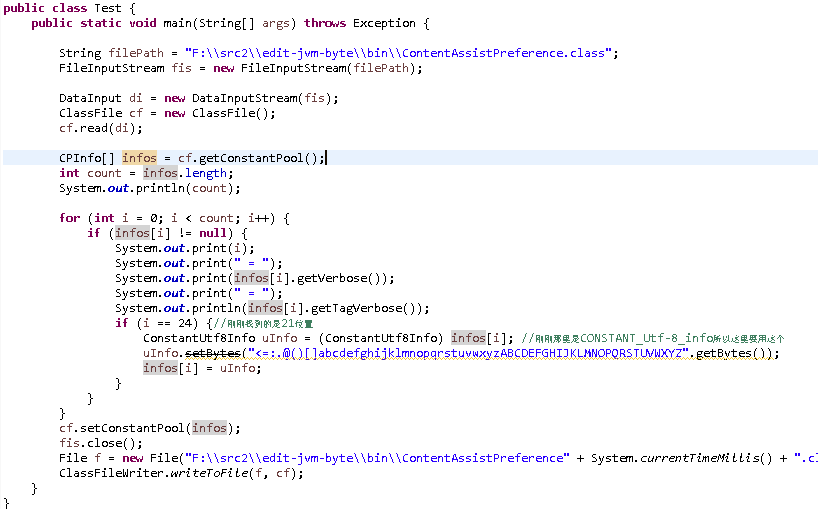 public class Test {
    public static void main(String[] args) throws Exception {
        String filePath = "F:\\src2\\edit-jvm-byte\\bin\\ContentAssistPreference.class";
        FileInputStream fis = new FileInputStream(filePath);
        DataInput di = new DataInputStream(fis);
        ClassFile cf = new ClassFile();
        cf.read(di);
        CPInfo[] infos = cf.getConstantPool();
        int count = infos.length;
        System.out.println(count);
        for (int i = 0; i < count; i++) {
            if (infos[i] != null) {
                System.out.print(i);
                System.out.print(" = ");
                System.out.print(infos[i].getVerbose());
                System.out.print(" = ");
                System.out.println(infos[i].getTagVerbose());
                if (i == 24) {//刚刚找到的是21位置
                    ConstantUtf8Info uInfo = (ConstantUtf8Info) infos[i]; //刚刚那里是CONSTANT_Utf-8_info所以这里要用这个
                    uInfo.setBytes("<=:.@()[]abcdefghijklmnopqrstuvwxyzABCDEFGHIJKLMNOPQRSTUVWXYZ".getBytes());
                    infos[i] = uInfo;
                }
            }
        }
        cf.setConstantPool(infos);
        fis.close();
        File f = new File("F:\\src2\\edit-jvm-byte\\bin\\ContentAssistPreference" + System.currentTimeMillis() + ".cl
        ClassFileWriter.writeToFile(f, cf);
    }
}